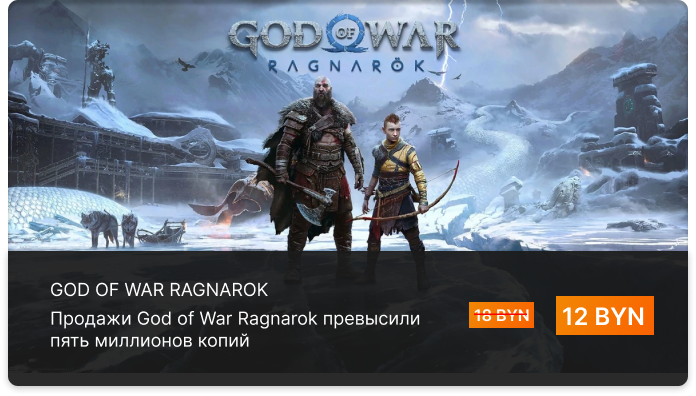 GOD OF WAR
RAGNARÖK
GOD OF WAR RAGNAROK
Продажи God of War Ragnarok превысили
пять миллионов копий
18 BYN
12 BYN